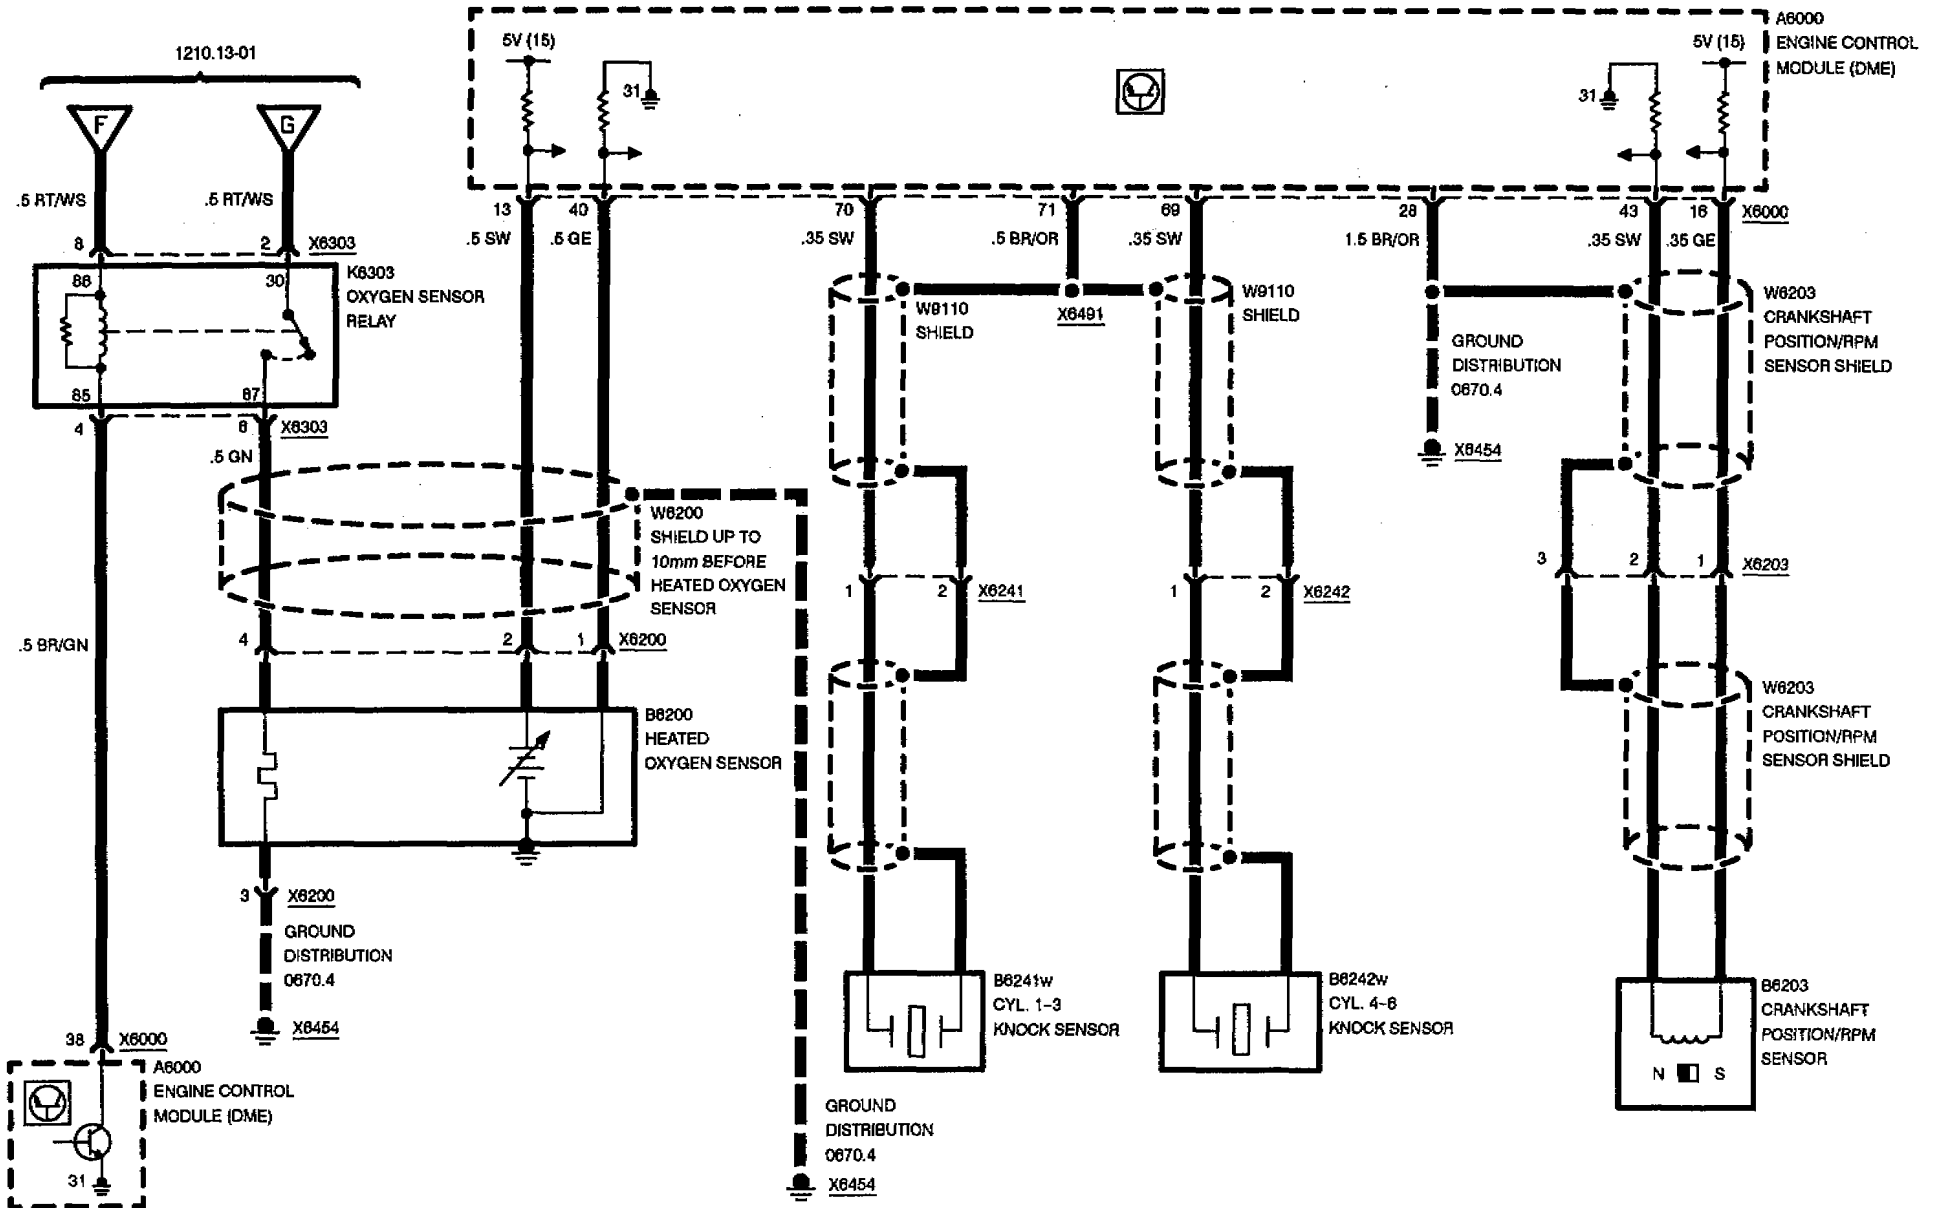 1210.13-01
F
G
.5 RT/WS
.5 RT/WS
8
2
X6303
86
30
K6303
OXYGEN SENSOR
RELAY
85
87
4
6
X6303
.5 GN
.5 BR/GN
38
X6000
A6000
ENGINE CONTROL
MODULE (DME)
31
5V (15)
31
31
5V (15)
A6000
ENGINE CONTROL
MODULE (DME)
13
40
70
71
69
28
43
16
X6000
.5 SW
.5 GE
.35 SW
.5 BR/OR
.35 SW
1.5 BR/OR
.35 SW
.35 GE
W6200
SHIELD UP TO
10mm BEFORE
HEATED OXYGEN
SENSOR
4
2
1
X6200
B6200
HEATED
OXYGEN SENSOR
3
X6200
GROUND
DISTRIBUTION
0670.4
X6454
GROUND
DISTRIBUTION
0670.4
X6454
W9110
SHIELD
X6491
W9110
SHIELD
1
2
X6241
1
2
X6242
B6241w
CYL. 1-3
KNOCK SENSOR
B6242w
CYL. 4-6
KNOCK SENSOR
GROUND
DISTRIBUTION
0670.4
X6454
W6203
CRANKSHAFT
POSITION/RPM
SENSOR SHIELD
3
2
1
X6203
W6203
CRANKSHAFT
POSITION/RPM
SENSOR SHIELD
B6203
CRANKSHAFT
POSITION/RPM
SENSOR
N
S